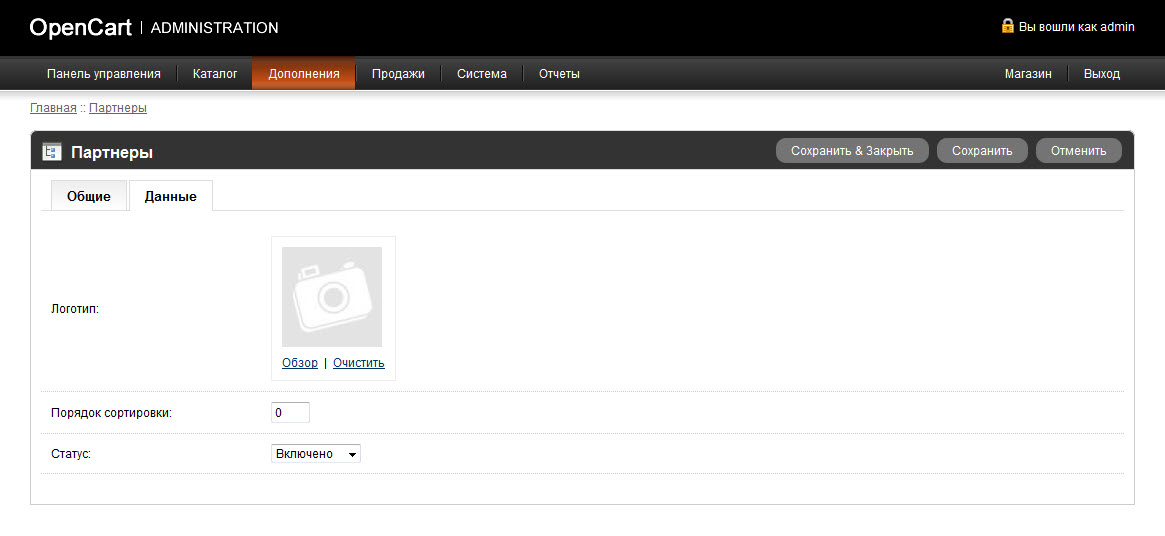 OpenCart | ADMINISTRATION
Вы вошли как admin
Панель управления Каталог Дополнения Продажи Система Отчеты Магазин Выход
Главная :: Партнеры
Партнеры Сохранить & Закрыть Сохранить Отменить
Общие Данные
Логотип:
Обзор | Очистить
Порядок сортировки: 0
Статус: Включено